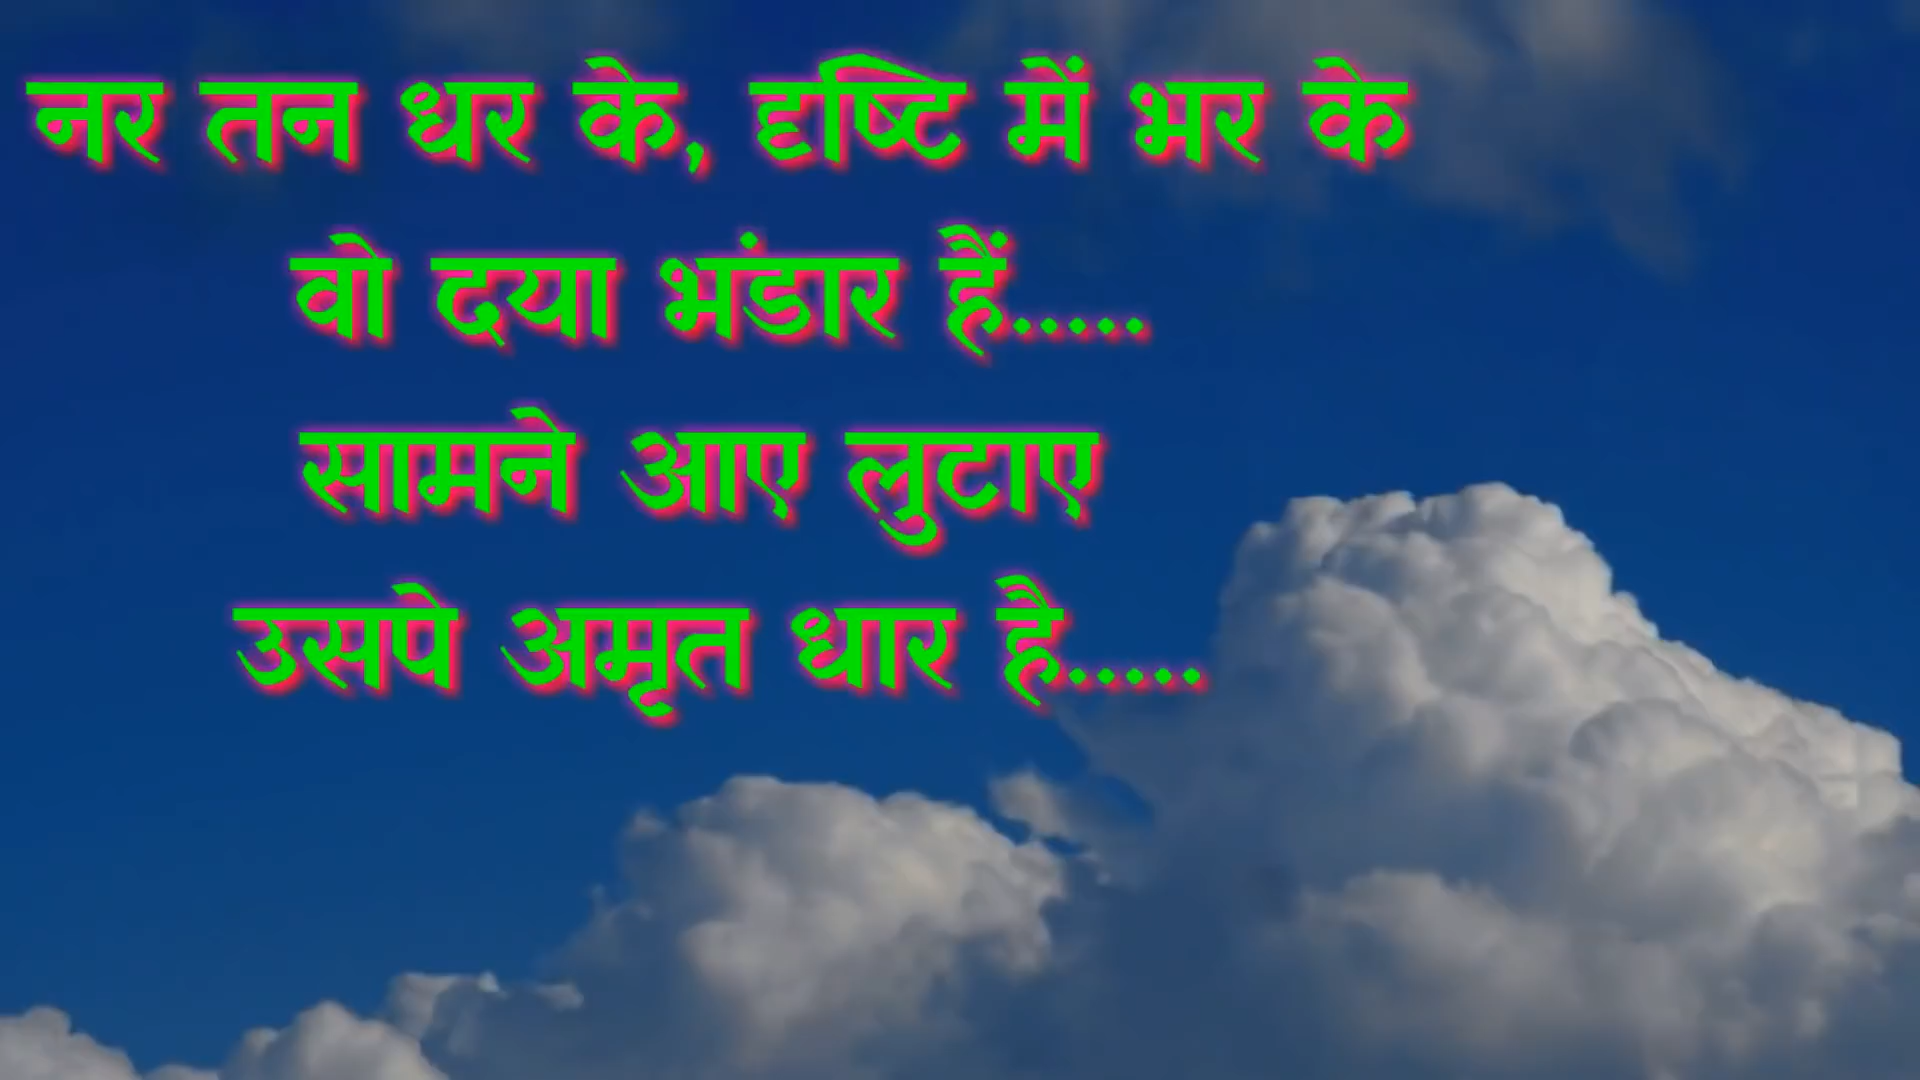 नर तन धर के, दृष्टि में भर के
वो दया भंडार हैं.....
सामने आए लुटाए
उसपे अमृत धार है.....